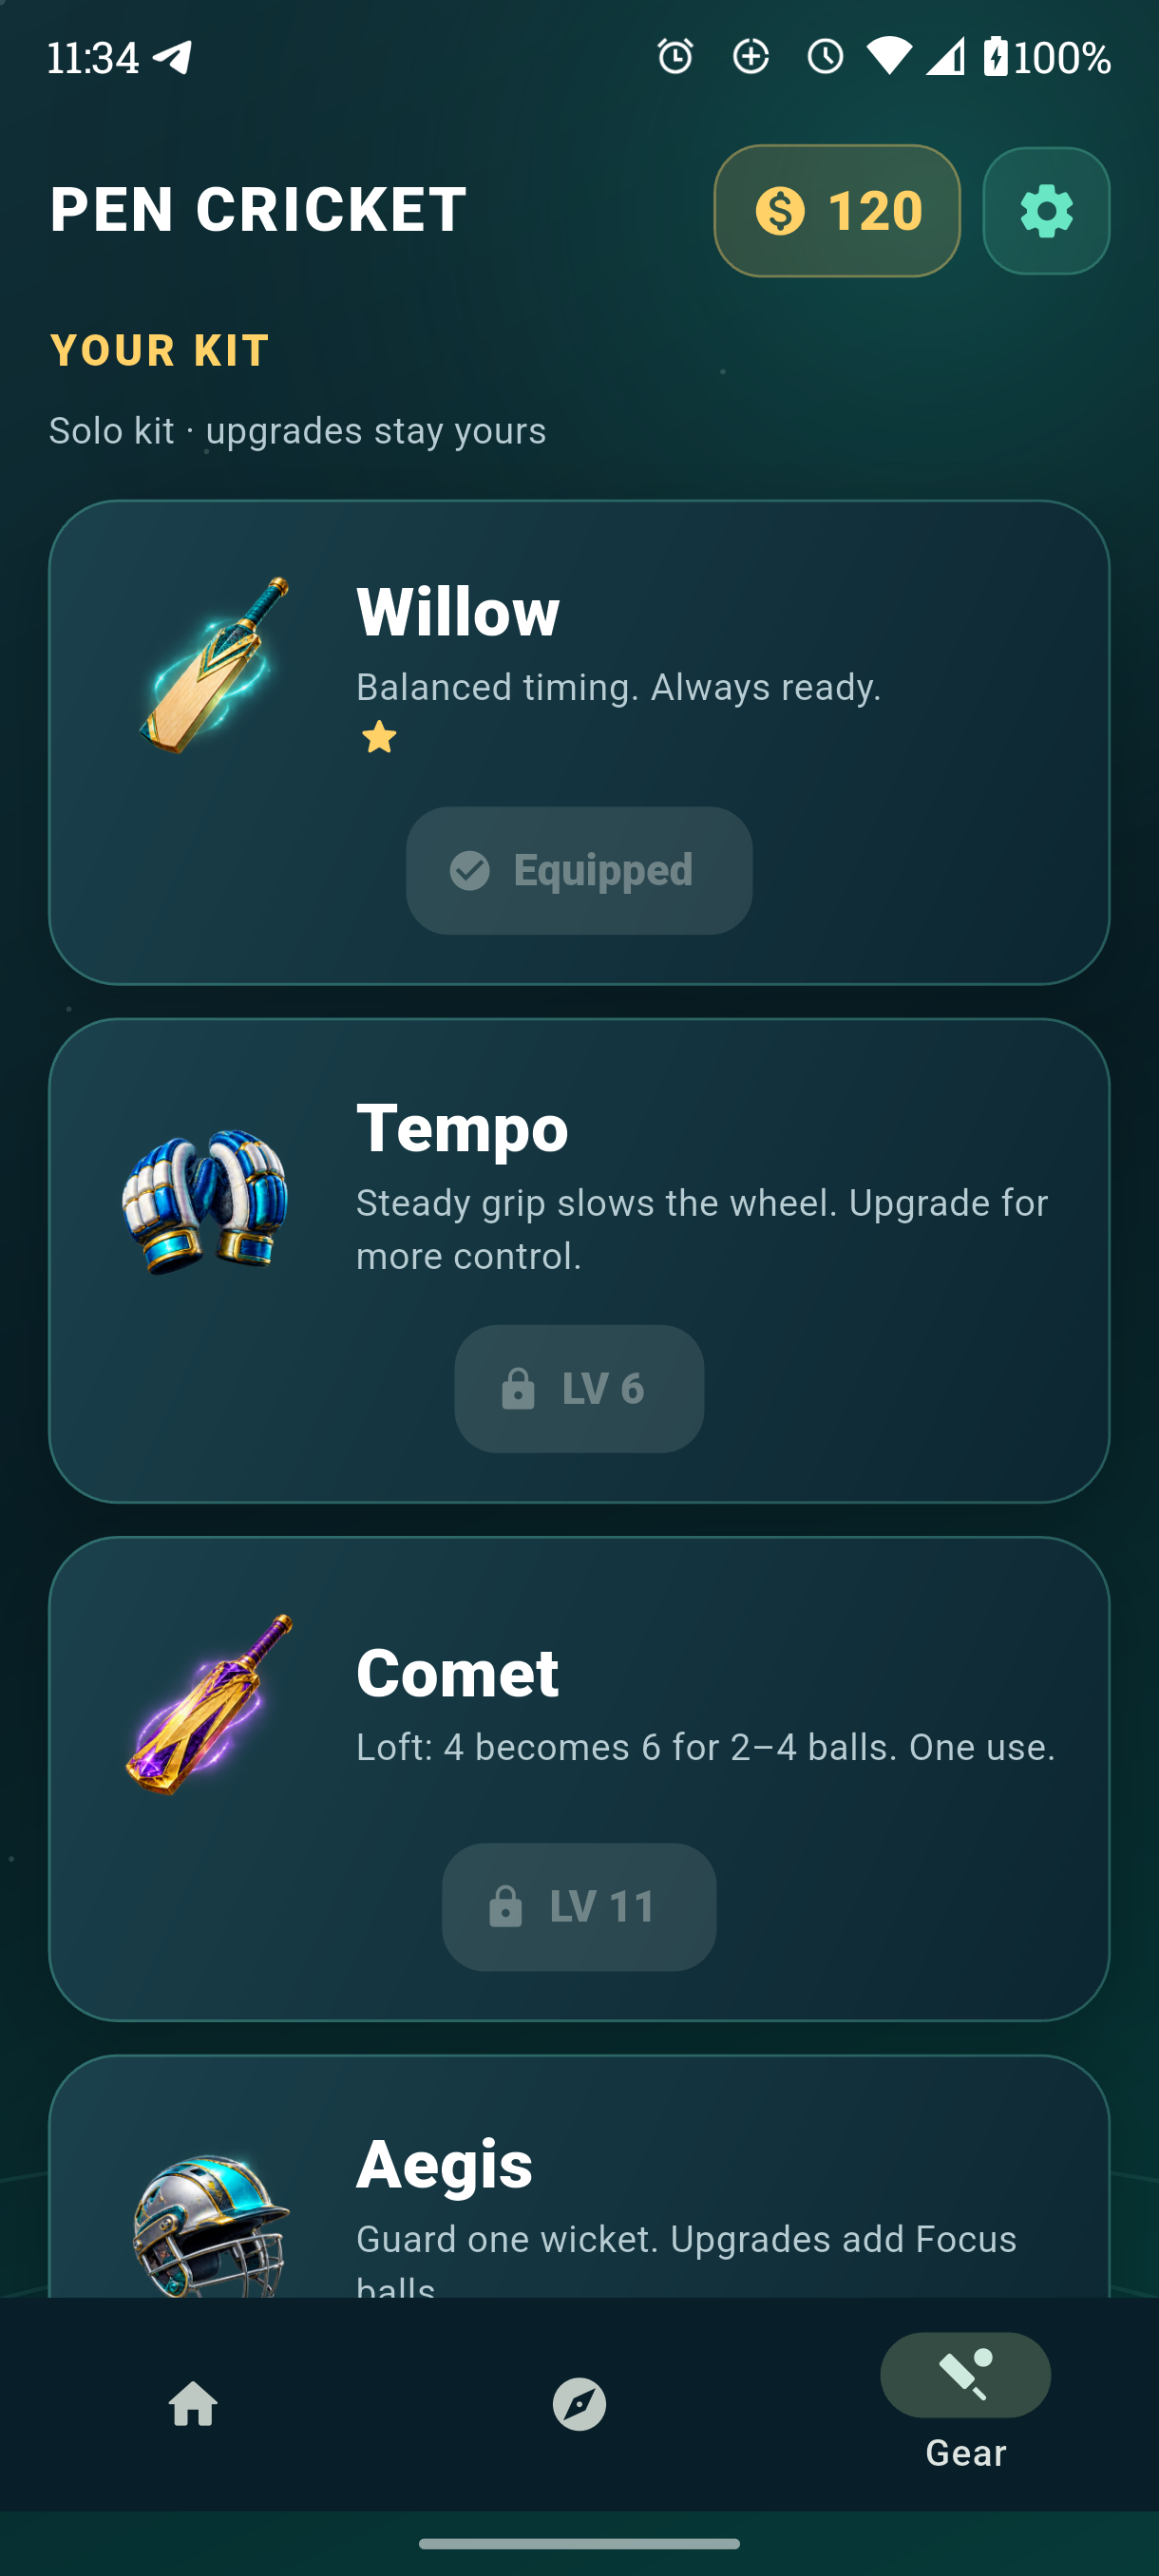 11:34 100%
PEN CRICKET 120
YOUR KIT
Solo kit · upgrades stay yours
Willow
Balanced timing. Always ready.
Equipped
Tempo
Steady grip slows the wheel. Upgrade for
more control.
LV 6
Comet
Loft: 4 becomes 6 for 2–4 balls. One use.
LV 11
Aegis
Guard one wicket. Upgrades add Focus
balls
Gear